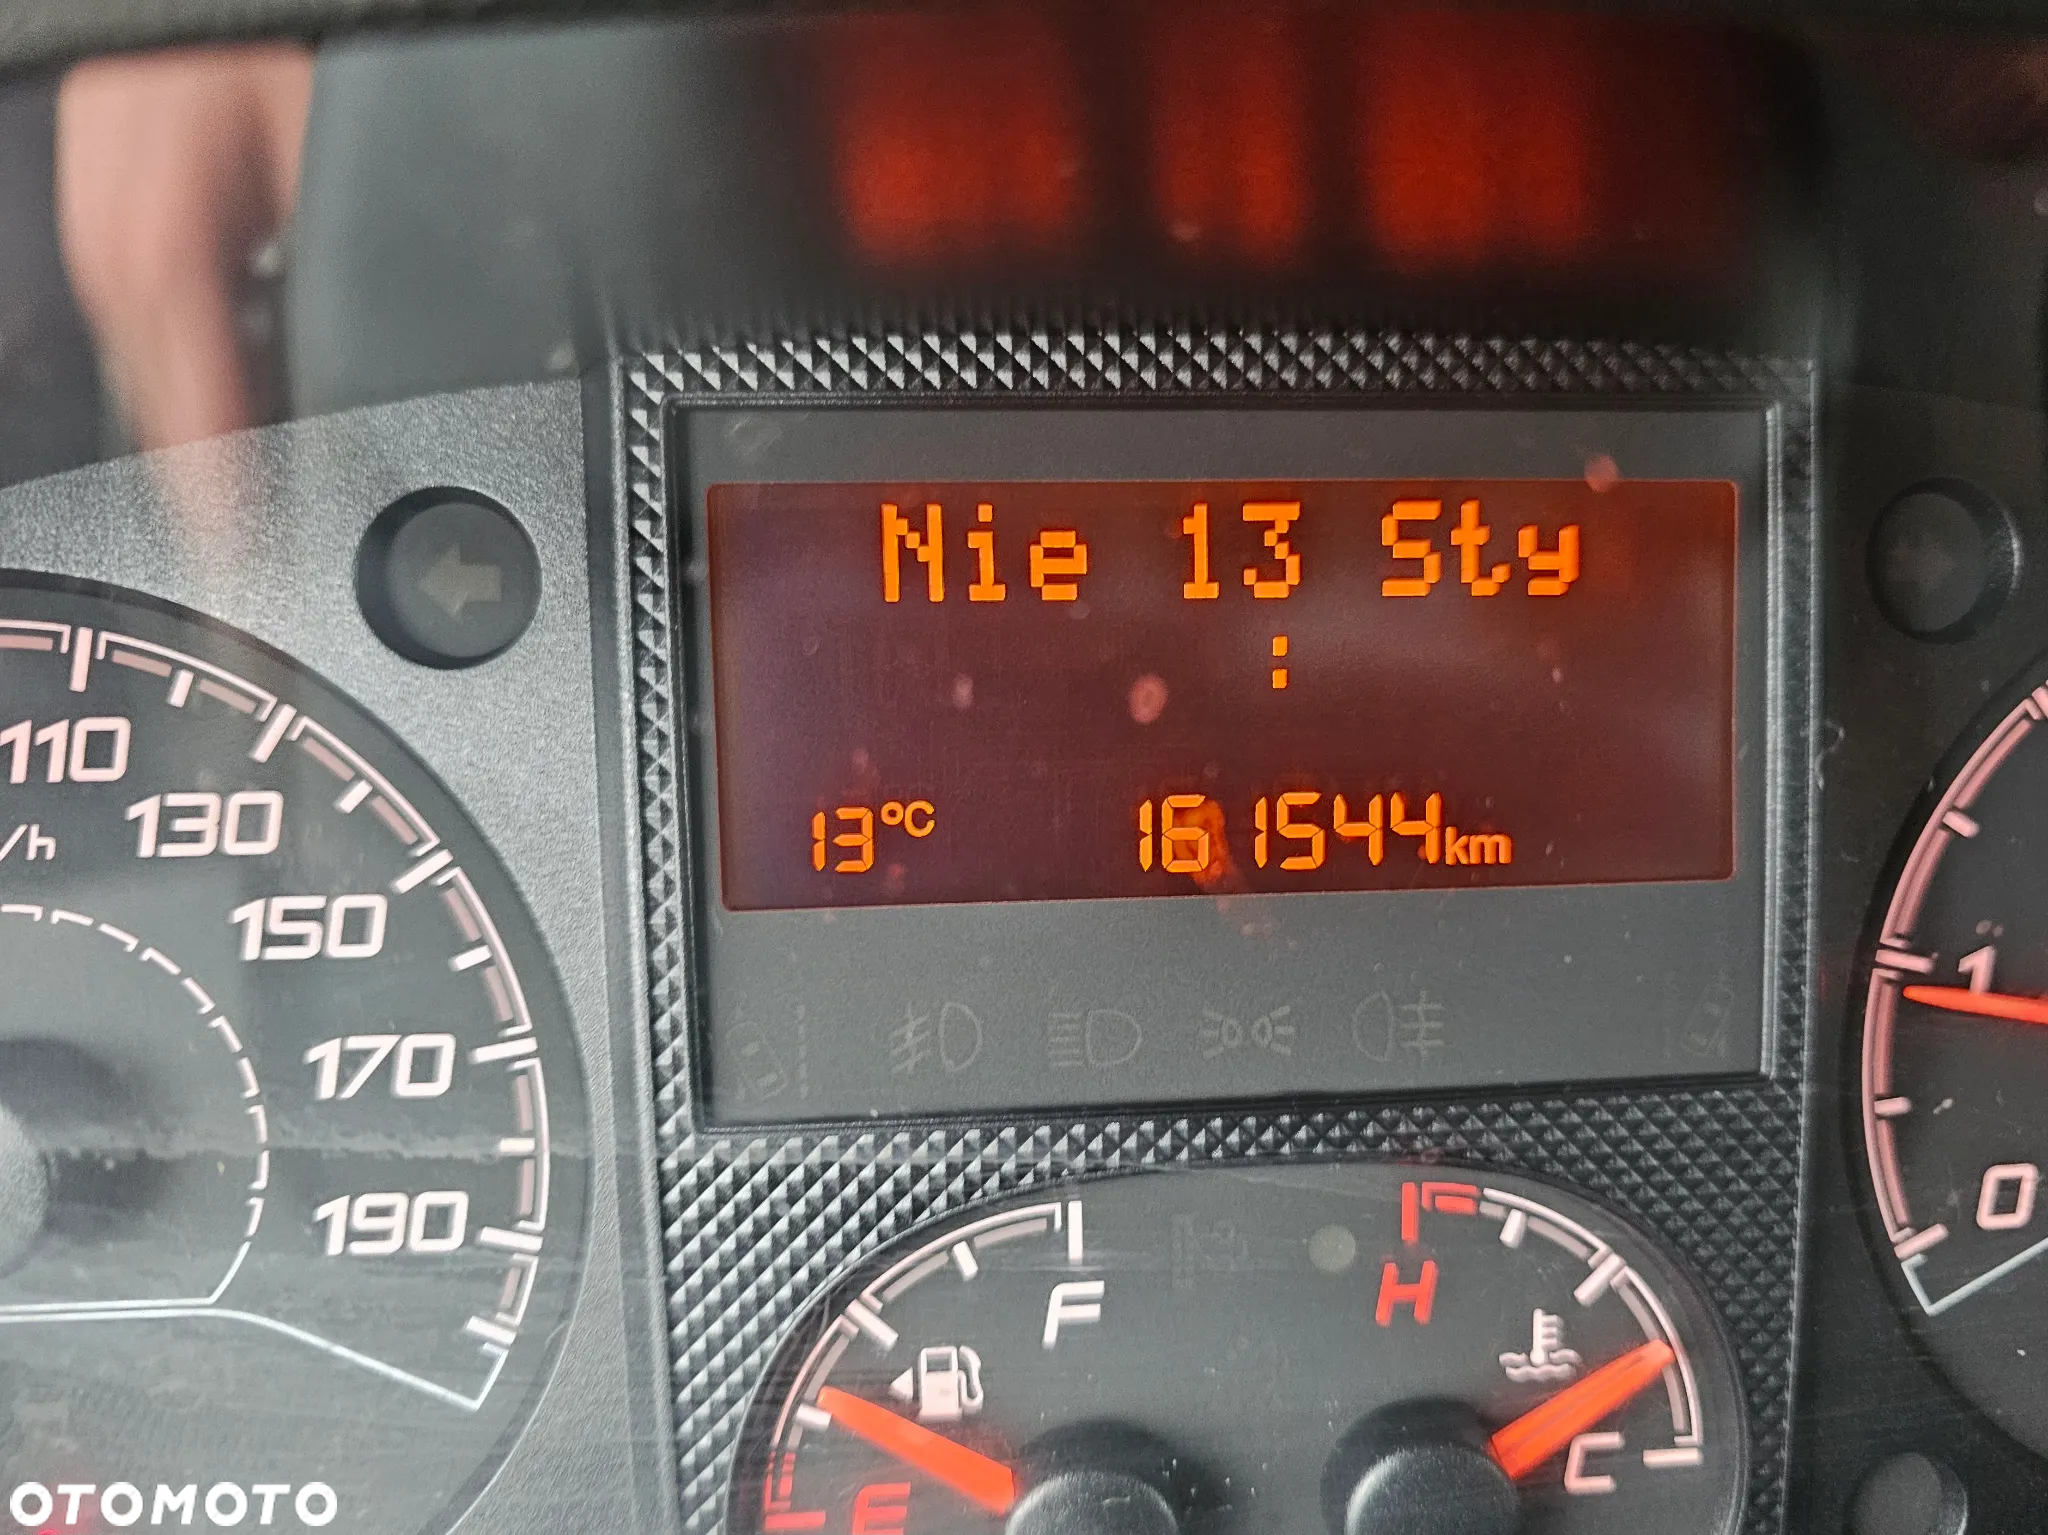 Nie 13 Sty
:
13°C 161544km
110
130
/h
150
170
190
1
0
F
H
E
C
OTOMOTO